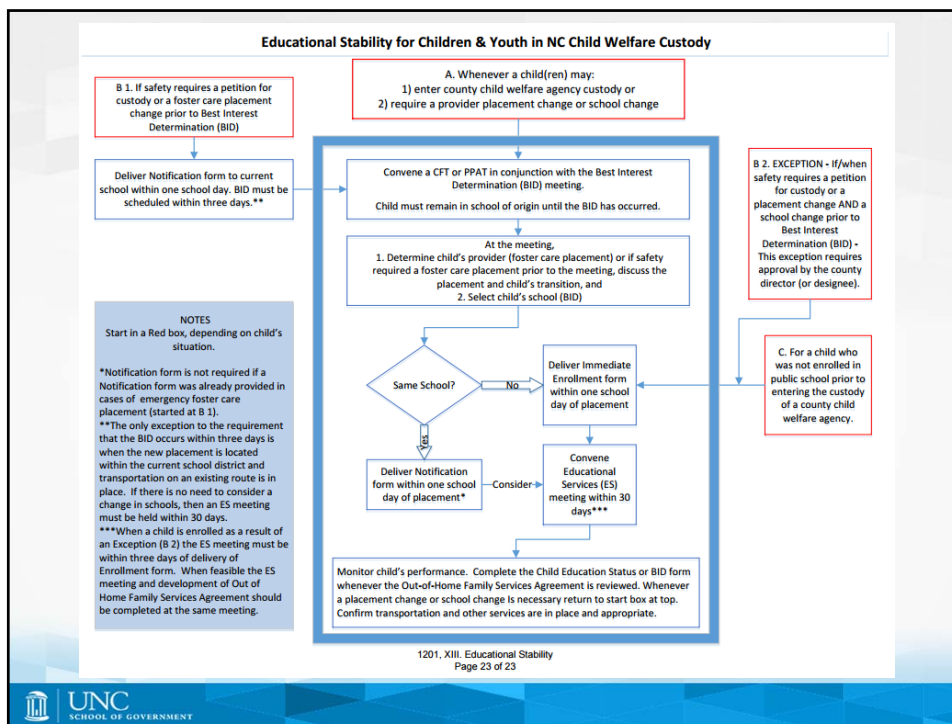 Educational Stability for Children & Youth in NC Child Welfare Custody
A. Whenever a child(ren) may:
1) enter county child welfare agency custody or
2) require a provider placement change or school change
B 1. If safety requires a petition for
custody or a foster care placement
change prior to Best Interest
Determination (BID)
Deliver Notification form to current
school within one school day. BID must be
scheduled within three days.**
Convene a CFT or PPAT in conjunction with the Best Interest
Determination (BID) meeting.
Child must remain in school of origin until the BID has occurred.
B 2. EXCEPTION - If/when
safety requires a petition
for custody or a
placement change AND a
school change prior to
Best Interest
Determination (BID) -
This exception requires
approval by the county
director (or designee).
At the meeting,
1. Determine child's provider (foster care placement) or if safety
required a foster care placement prior to the meeting, discuss the
placement and child's transition, and
2. Select child's school (BID)
NOTES
Start in a Red box, depending on child's
situation.
*Notification form is not required if a
Notification form was already provided in
cases of emergency foster care
placement (started at B 1).
**The only exception to the requirement
that the BID occurs within three days is
when the new placement is located
within the current school district and
transportation on an existing route is in
place. If there is no need to consider a
change in schools, then an ES meeting
must be held within 30 days.
***When a child is enrolled as a result of
an Exception (B 2) the ES meeting must be
within three days of delivery of
Enrollment form. When feasible the ES
meeting and development of Out of
Home Family Services Agreement should
be completed at the same meeting.
Same School?
No
Deliver Immediate
Enrollment form
within one school
day of placement
C. For a child who
was not enrolled in
public school prior to
entering the custody
of a county child
welfare agency.
Yes
Deliver Notification
form within one school
day of placement*
Consider
Convene
Educational
Services (ES)
meeting within 30
days***
Monitor child's performance. Complete the Child Education Status or BID form
whenever the Out-of-Home Family Services Agreement is reviewed. Whenever
a placement change or school change Is necessary return to start box at top.
Confirm transportation and other services are in place and appropriate.
1201, XIII. Educational Stability
Page 23 of 23
UNC
SCHOOL OF GOVERNMENT